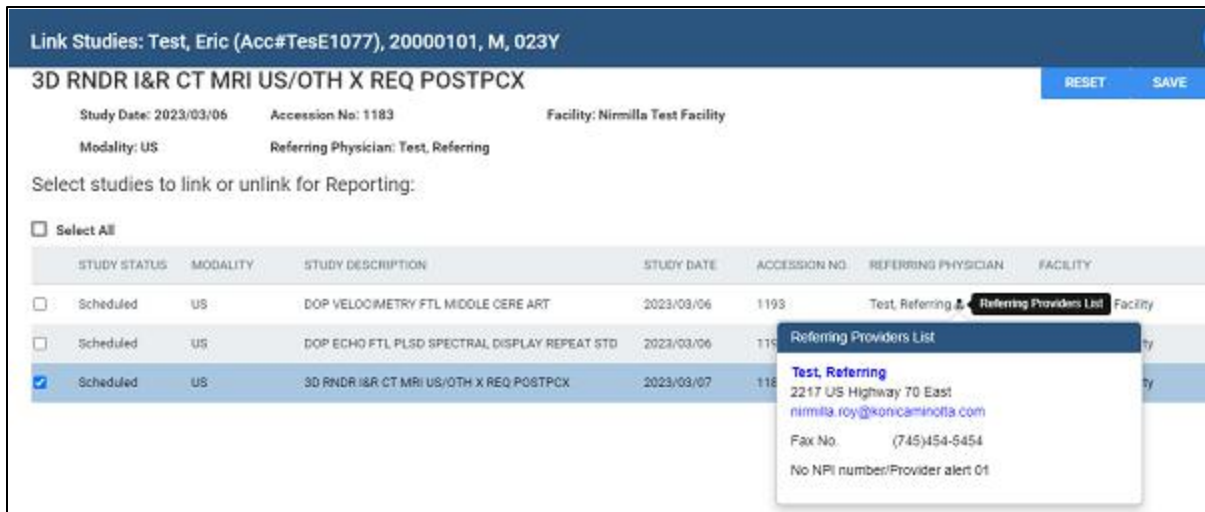 Link Studies: Test, Eric (Acc#TesE1077), 20000101, M, 023Y
3D RNDR I&R CT MRI US/OTH X REQ POSTPCX
RESET SAVE
Study Date: 2023/03/06 Accession No: 1183 Facility: Nirmilla Test Facility
Modality: US Referring Physician: Test, Referring
Select studies to link or unlink for Reporting:
Select All
STUDY STATUS MODALITY STUDY DESCRIPTION STUDY DATE ACCESSION NO. REFERRING PHYSICIAN FACILITY
Scheduled US DOP VELOCIMETRY FTL MIDDLE CERE ART 2023/03/06 1193 Test, Referring Referring Providers List Facility
Scheduled US DOP ECHO FTL PLSD SPECTRAL DISPLAY REPEAT STD 2023/03/06 119 ty
Scheduled US 3D RNDR I&R CT MRI US/OTH X REQ POSTPCX 2023/03/07 118 ty
Referring Providers List
Test, Referring
2217 US Highway 70 East
nirmilla.roy@konicaminolta.com
Fax No. (745)454-5454
No NPI number/Provider alert 01